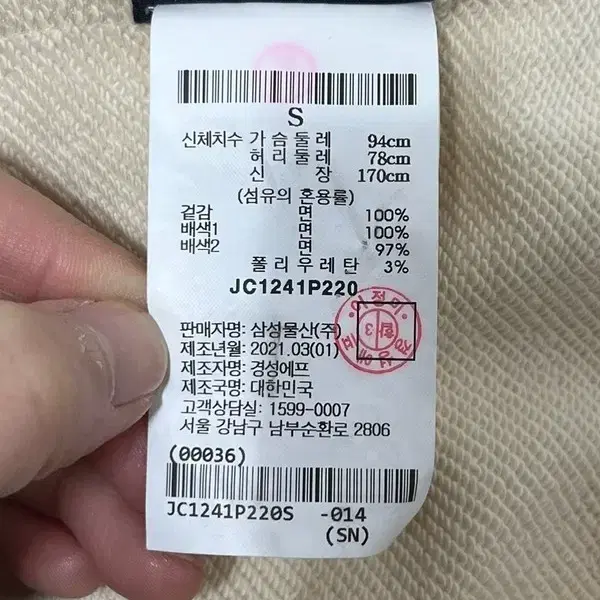 S
신체치수 가슴둘레 94cm
허리둘레 78cm
신장 170cm
(섬유의 혼용률)
겉감 면 100%
배색1 면 100%
배색2 면 97%
폴리우레탄 3%
JC1241P220
판매자명: 삼성물산(주)
제조년월: 2021.03(01)
제조자명: 경성에프
제조국명: 대한민국
고객상담실: 1599-0007
서울 강남구 남부순환로 2806
(00036)
JC1241P220S -014
(SN)